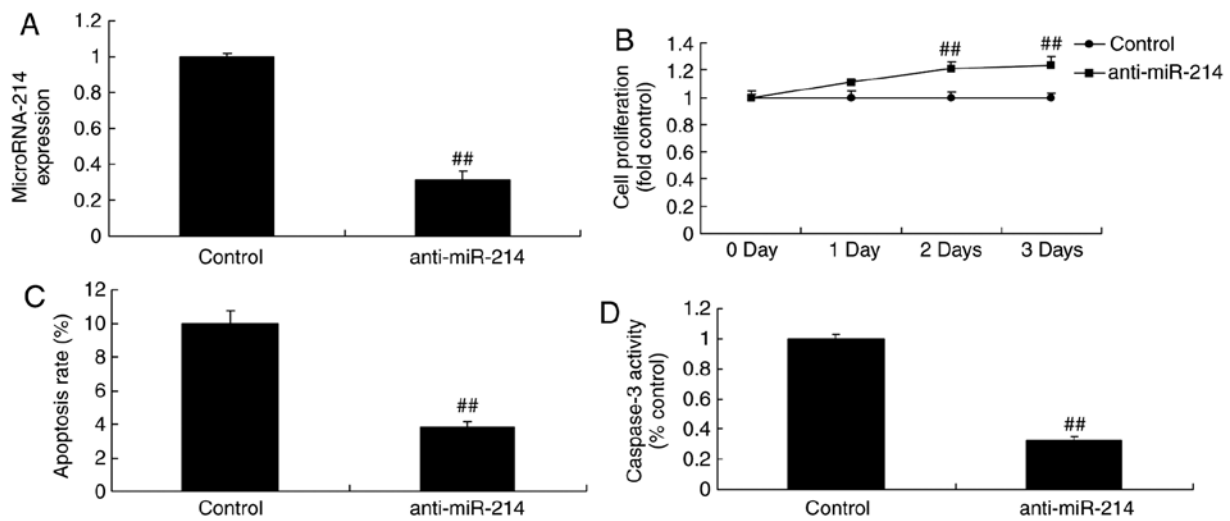 A
MicroRNA-214
expression
1.2
1
0.8
0.6
0.4
0.2
0
##
Control
anti-miR-214
B
Cell proliferation
(fold control)
1.4
1.2
1
0.8
0.6
0.4
0.2
0
##
##
Control
anti-miR-214
0 Day
1 Day
2 Days
3 Days
C
Apoptosis rate (%)
12
10
8
6
4
2
0
##
Control
anti-miR-214
D
Caspase-3 activity
(% control)
1.2
1
0.8
0.6
0.4
0.2
0
##
Control
anti-miR-214